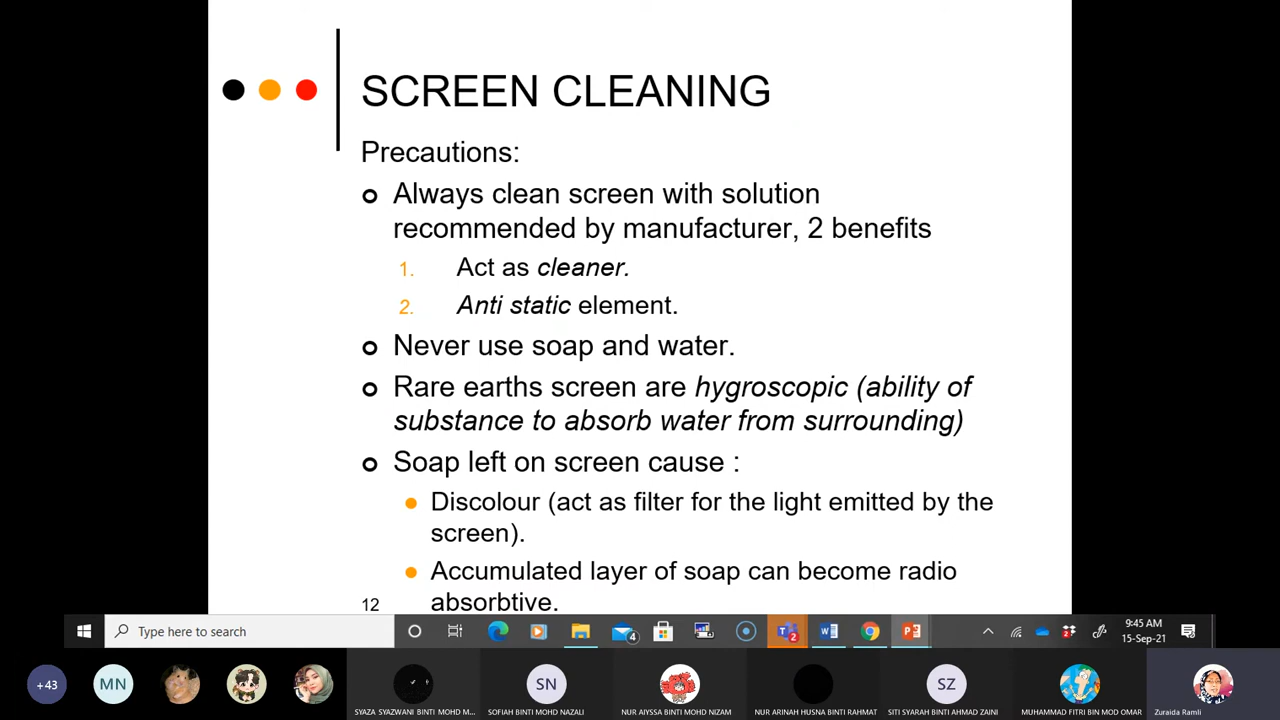 SCREEN CLEANING
Precautions:
Always clean screen with solution
recommended by manufacturer, 2 benefits
1. Act as cleaner.
2. Anti static element.
Never use soap and water.
Rare earths screen are hygroscopic (ability of
substance to absorb water from surrounding)
Soap left on screen cause :
Discolour (act as filter for the light emitted by the
screen).
Accumulated layer of soap can become radio
absorbtive.
12
Type here to search
4
2
2
9:45 AM
15-Sep-21
+43
MN
SN
SZ
SYAZA SYAZWANI BINTI MOHD M...
SOFIAH BINTI MOHD NAZALI
NUR AIYSSA BINTI MOHD NIZAM
NUR ARINAH HUSNA BINTI RAHMAT
SITI SYARAH BINTI AHMAD ZAINI
MUHAMMAD FITRI BIN MOD OMAR
Zuraida Ramli